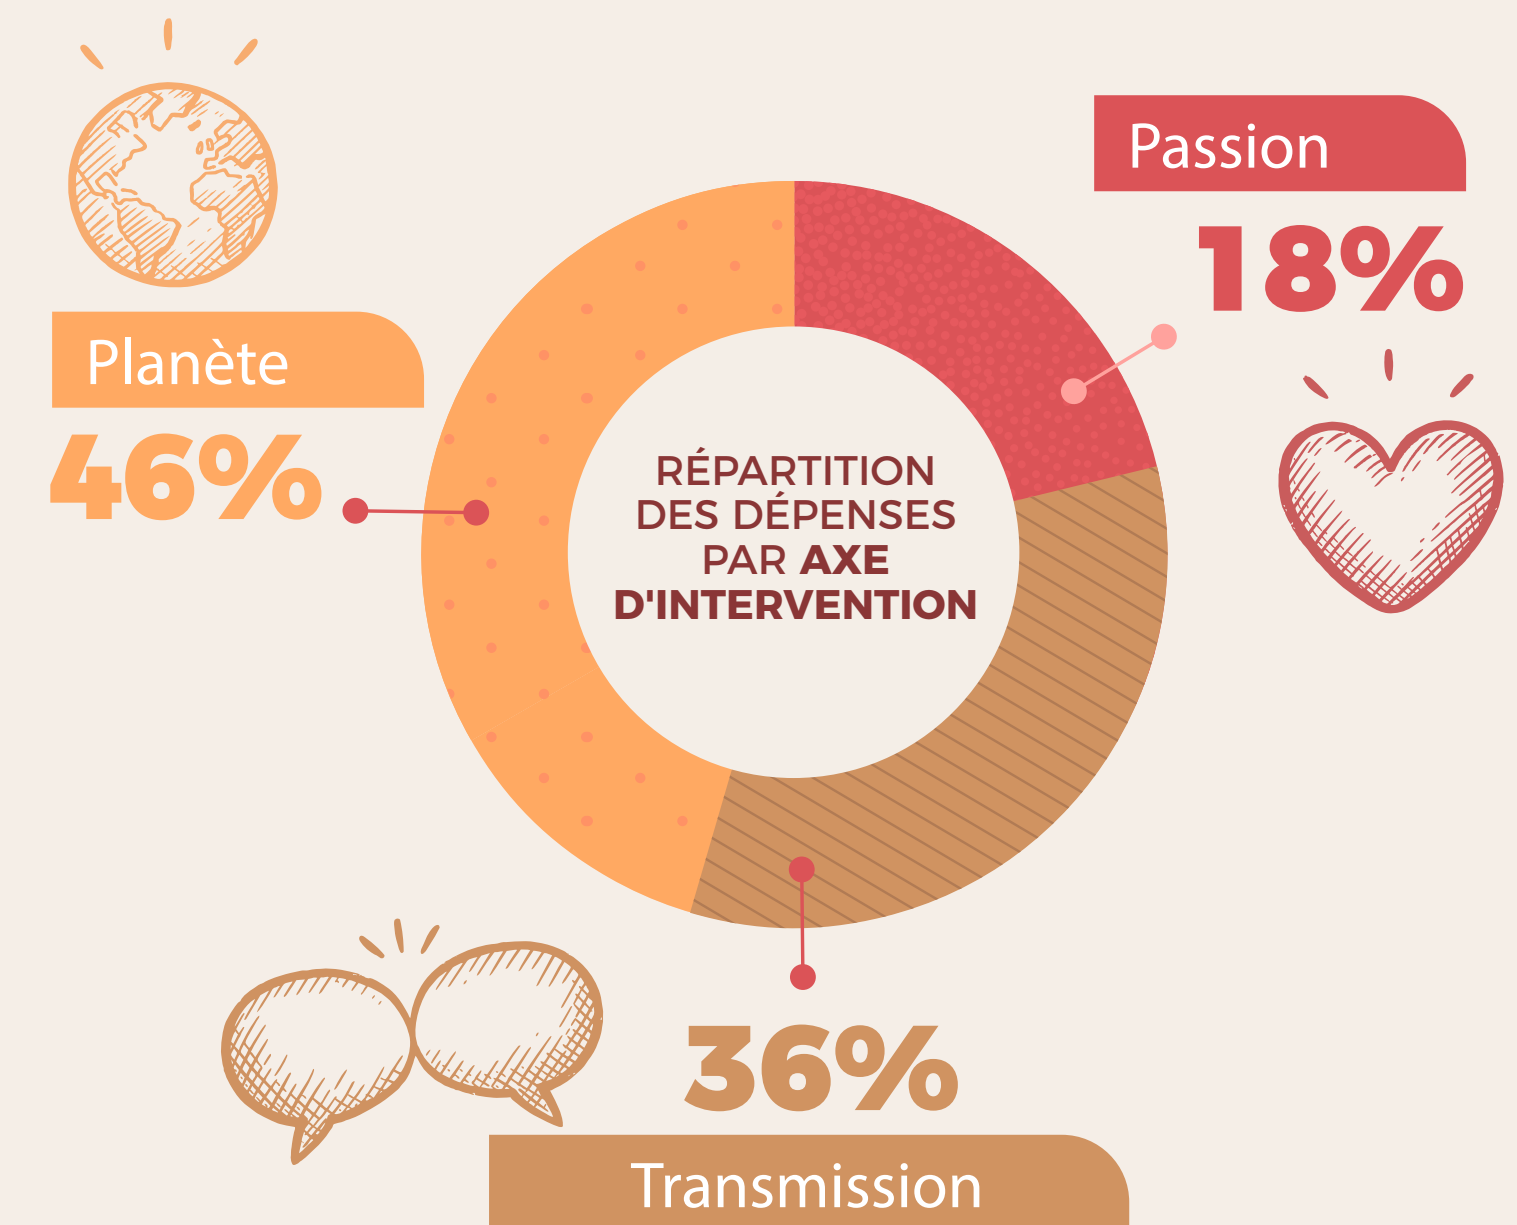 Passion
18%
Planète
46%
RÉPARTITION
DES DÉPENSES
PAR AXE
D'INTERVENTION
36%
Transmission